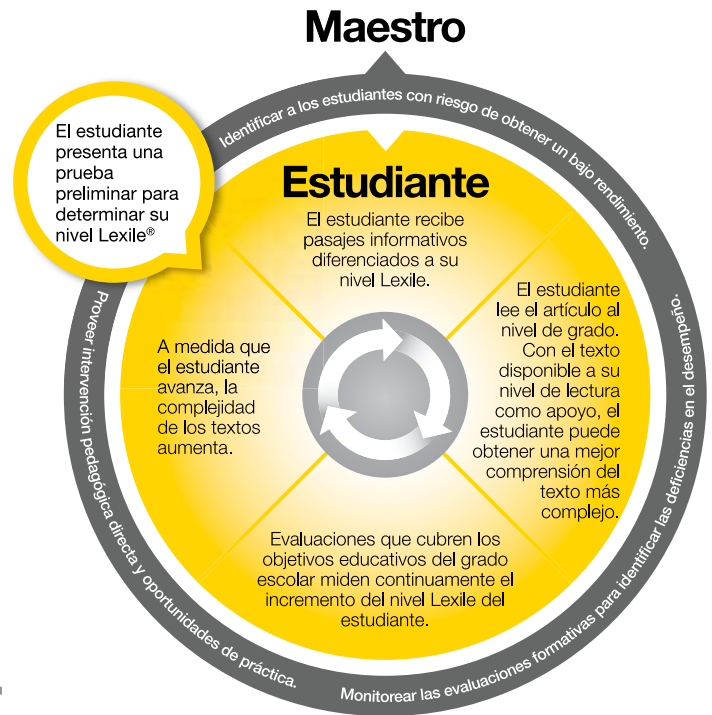 Maestro
Identificar a los estudiantes con riesgo de obtener un bajo rendimiento.
El estudiante
presenta una
prueba
preliminar para
determinar su
nivel Lexile®
Estudiante
El estudiante recibe
pasajes informativos
diferenciados a su
nivel Lexile.
El estudiante
lee el artículo al
nivel de grado.
Con el texto
disponible a su
nivel de lectura
como apoyo, el
estudiante puede
obtener una mejor
comprensión del
texto más
complejo.
Evaluaciones que cubren los
objetivos educativos del grado
escolar miden continuamente el
incremento del nivel Lexile del
estudiante.
A medida que
el estudiante
avanza, la
complejidad
de los textos
aumenta.
Monitorear las evaluaciones formativas para identificar las deficiencias en el desempeño.
Proveer intervención pedagógica directa y oportunidades de práctica.